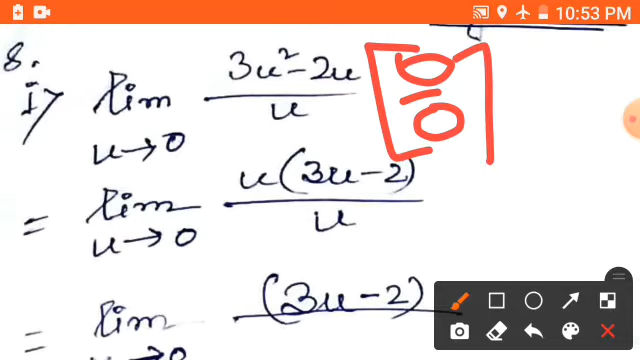 10:53 PM
8.
i) lim u→0 (3u² - 2u)/u [0/0]
= lim u→0 u(3u - 2)/u
= lim u→0 (3u - 2)